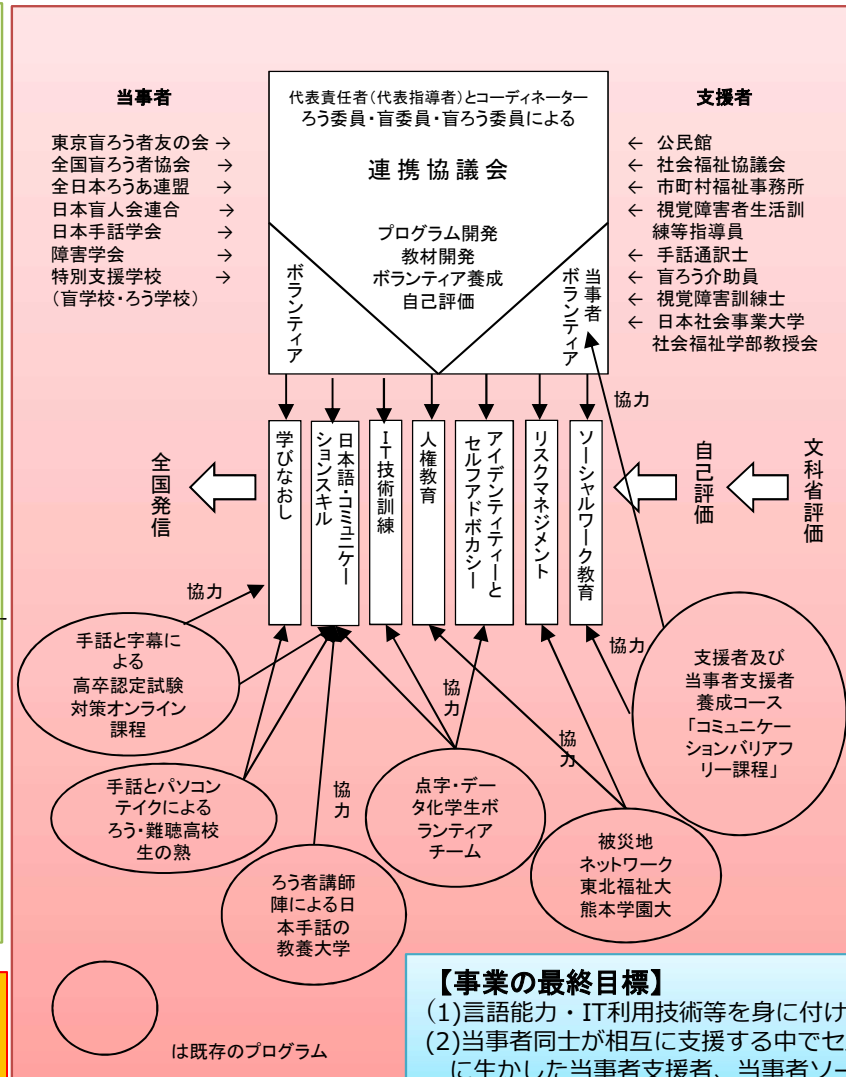 当事者
東京盲ろう者友の会 →
全国盲ろう者協会 →
全日本ろうあ連盟 →
日本盲人会連合 →
日本手話学会 →
障害学会 →
特別支援学校 →
(盲学校・ろう学校)
代表責任者(代表指導者)とコーディネーター
ろう委員・盲委員・盲ろう委員による
連携協議会
プログラム開発
教材開発
ボランティア養成
自己評価
ボランティア
当事者
ボランティア
支援者
← 公民館
← 社会福祉協議会
← 市町村福祉事務所
← 視覚障害者生活訓
練等指導員
← 手話通訳士
← 盲ろう介助員
← 視覚障害訓練士
← 日本社会事業大学
社会福祉学部教授会
協力
全国発信
学びなおし
日本語・コミュニケー
ションスキル
IT技術訓練
人権教育
アイデンティティーと
セルフアドボカシー
リスクマネジメント
ソーシャルワーク教育
自己評価
文科省評価
協力
手話と字幕に
よる
高卒認定試験
対策オンライン
課程
手話とパソコン
テイクによる
ろう・難聴高校
生の熟
協力
ろう者講師
陣による日
本手話の
教養大学
協力
点字・デー
タ化学生ボ
ランティア
チーム
協力
被災地
ネットワーク
東北福祉大
熊本学園大
協力
支援者及び
当事者支援者
養成コース
「コミュニケー
ションバリアフ
リー課程」
は既存のプログラム
【事業の最終目標】
(1)言語能力・IT利用技術等を身に付け
(2)当事者同士が相互に支援する中でセ
に生かした当事者支援者、当事者ソー